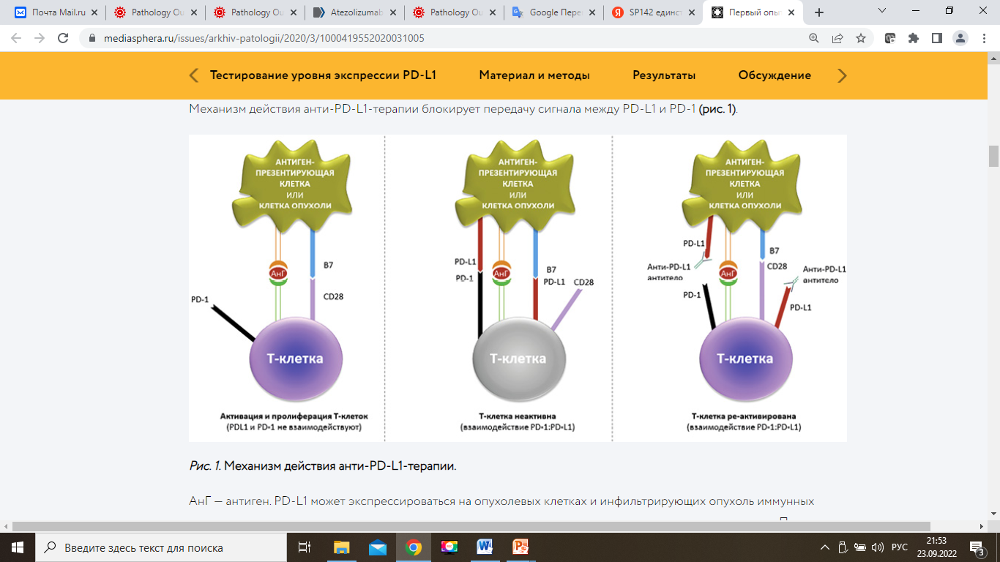 Почта Mail.ru
Pathology Ou
Pathology Ou
Atezolizumab
Pathology Ou
Google Пере
SP142 единст
Первый опы
mediasphera.ru/issues/arkhiv-patologii/2020/3/1000419552020031005
Тестирование уровня экспрессии PD-L1
Материал и методы
Результаты
Обсуждение
Механизм действия анти-PD-L1-терапии блокирует передачу сигнала между PD-L1 и PD-1 (рис. 1).
АНТИГЕН-
ПРЕЗЕНТИРУЮЩАЯ
КЛЕТКА
ИЛИ
КЛЕТКА ОПУХОЛИ
АнГ
B7
CD28
PD-1
Т-клетка
Активация и пролиферация Т-клеток
(PDL1 и PD-1 не взаимодействуют)
АНТИГЕН-
ПРЕЗЕНТИРУЮЩАЯ
КЛЕТКА
ИЛИ
КЛЕТКА ОПУХОЛИ
PD-L1
PD-1
АнГ
B7
PD-L1
CD28
Т-клетка
Т-клетка неактивна
(взаимодействие PD-1:PD-L1)
АНТИГЕН-
ПРЕЗЕНТИРУЮЩАЯ
КЛЕТКА
ИЛИ
КЛЕТКА ОПУХОЛИ
PD-L1
Анти-PD-L1
антитело
АнГ
B7
CD28
Анти-PD-L1
антитело
PD-1
PD-L1
Т-клетка
Т-клетка ре-активирована
(взаимодействие PD-1:PD-L1)
Рис. 1. Механизм действия анти-PD-L1-терапии.
АнГ — антиген. PD-L1 может экспрессироваться на опухолевых клетках и инфильтрирующих опухоль иммунных
Введите здесь текст для поиска
РУС
21:53
23.09.2022
3